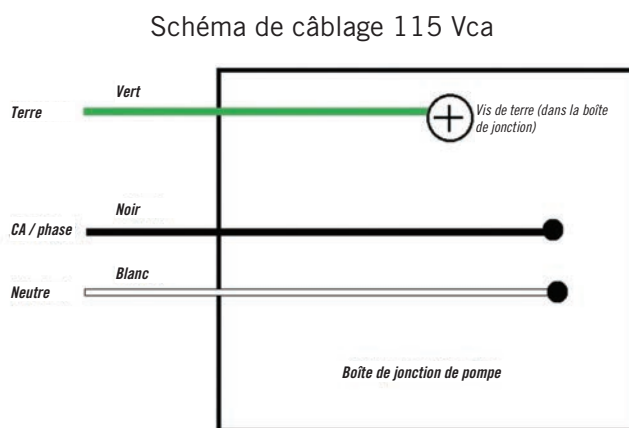 Schéma de câblage 115 Vca
Vert
Terre
Vis de terre (dans la boîte
de jonction)
Noir
CA / phase
Blanc
Neutre
Boîte de jonction de pompe